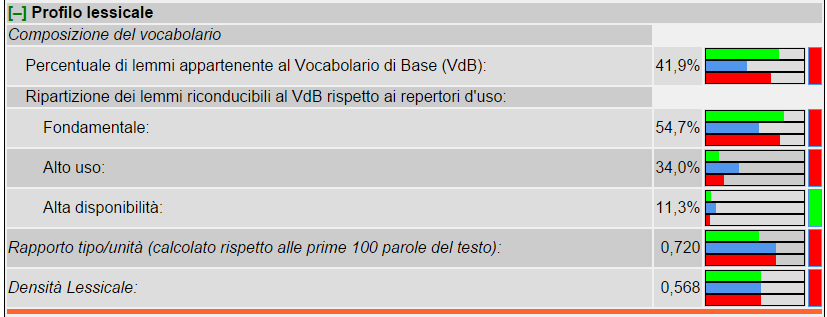 [–] Profilo lessicale
Composizione del vocabolario
Percentuale di lemmi appartenente al Vocabolario di Base (VdB): 41,9%
Ripartizione dei lemmi riconducibili al VdB rispetto ai repertori d'uso:
Fondamentale: 54,7%
Alto uso: 34,0%
Alta disponibilità: 11,3%
Rapporto tipo/unità (calcolato rispetto alle prime 100 parole del testo): 0,720
Densità Lessicale: 0,568